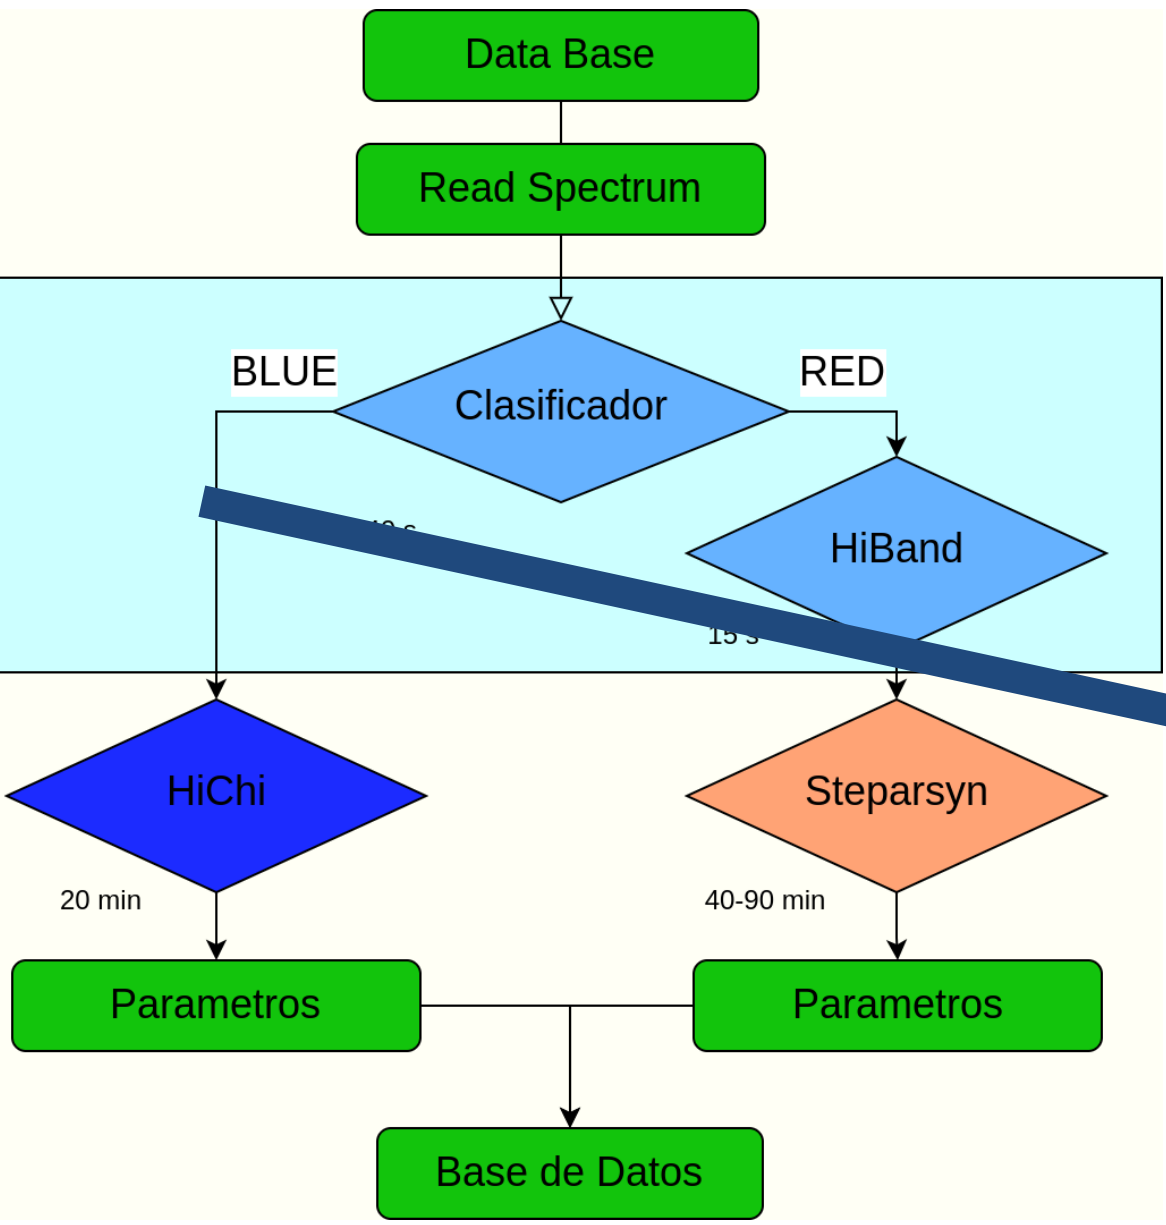 Data Base
Read Spectrum
BLUE
RED
Clasificador
HiBand
15 s
HiChi
Steparsyn
20 min
40-90 min
Parametros
Parametros
Base de Datos